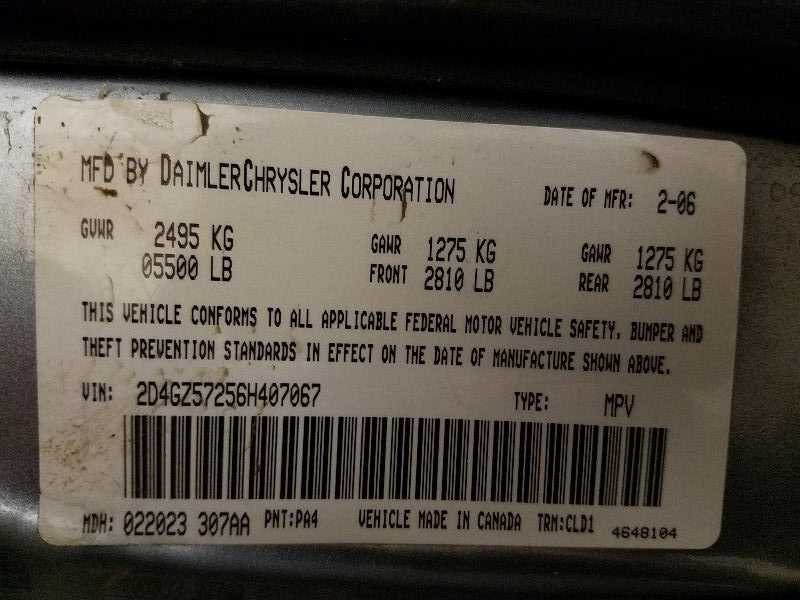 MFD BY DAIMLERCHRYSLER CORPORATION DATE OF MFR: 2-06
GVWR 2495 KG GAWR 1275 KG GAWR 1275 KG
05500 LB FRONT 2810 LB REAR 2810 LB
THIS VEHICLE CONFORMS TO ALL APPLICABLE FEDERAL MOTOR VEHICLE SAFETY, BUMPER AND
THEFT PREVENTION STANDARDS IN EFFECT ON THE DATE OF MANUFACTURE SHOWN ABOVE.
VIN: 2D4GZ57256H407067 TYPE: MPV
MDH: 022023 307AA PNT:PA4 VEHICLE MADE IN CANADA TRM:CLD1 4648104